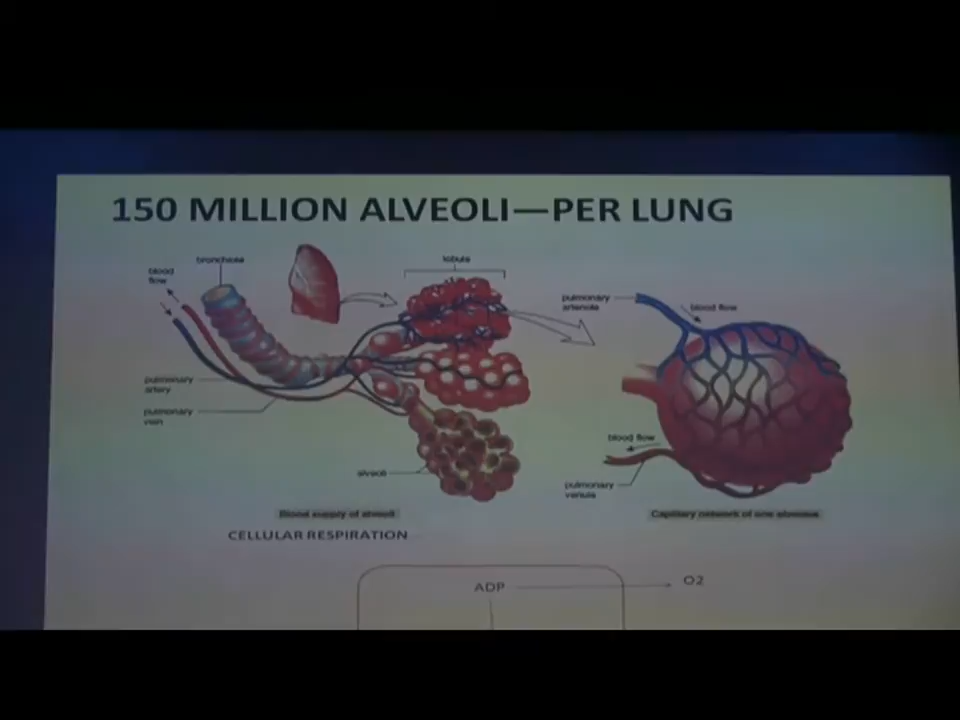 150 MILLION ALVEOLI—PER LUNG
bronchiole
blood
flow
lobule
pulmonary
artery
pulmonary
vein
alveoli
Blood supply of alveoli
pulmonary
arteriole
blood flow
blood flow
pulmonary
venule
Capillary network of one alveolus
CELLULAR RESPIRATION
ADP
O2